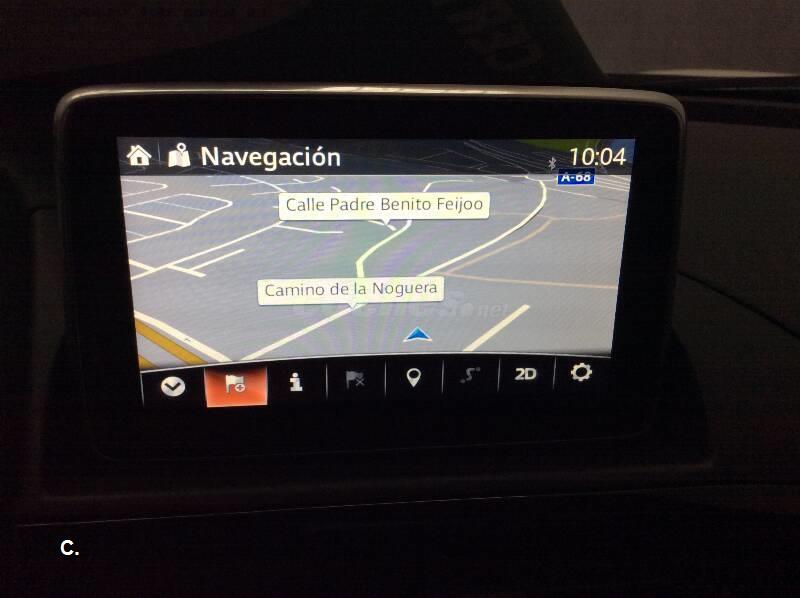 Navegación
10:04
A-68
Calle Padre Benito Feijoo
Camino de la Noguera
2D
C.